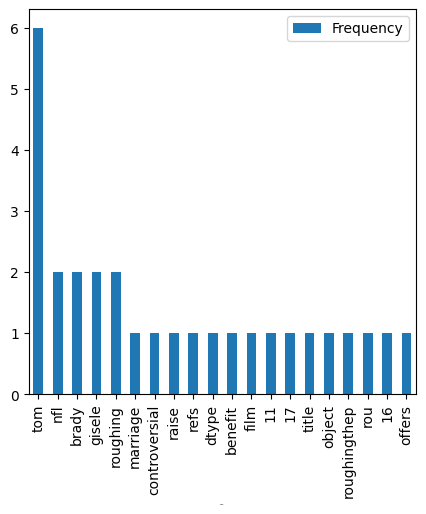 Frequency
6
5
4
3
2
1
0
tom
nfl
brady
gisele
roughing
marriage
controversial
raise
refs
dtype
benefit
film
11
17
title
object
roughingthep
rou
16
offers